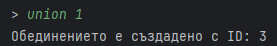 > union 1
Обединението е създадено с ID: 3